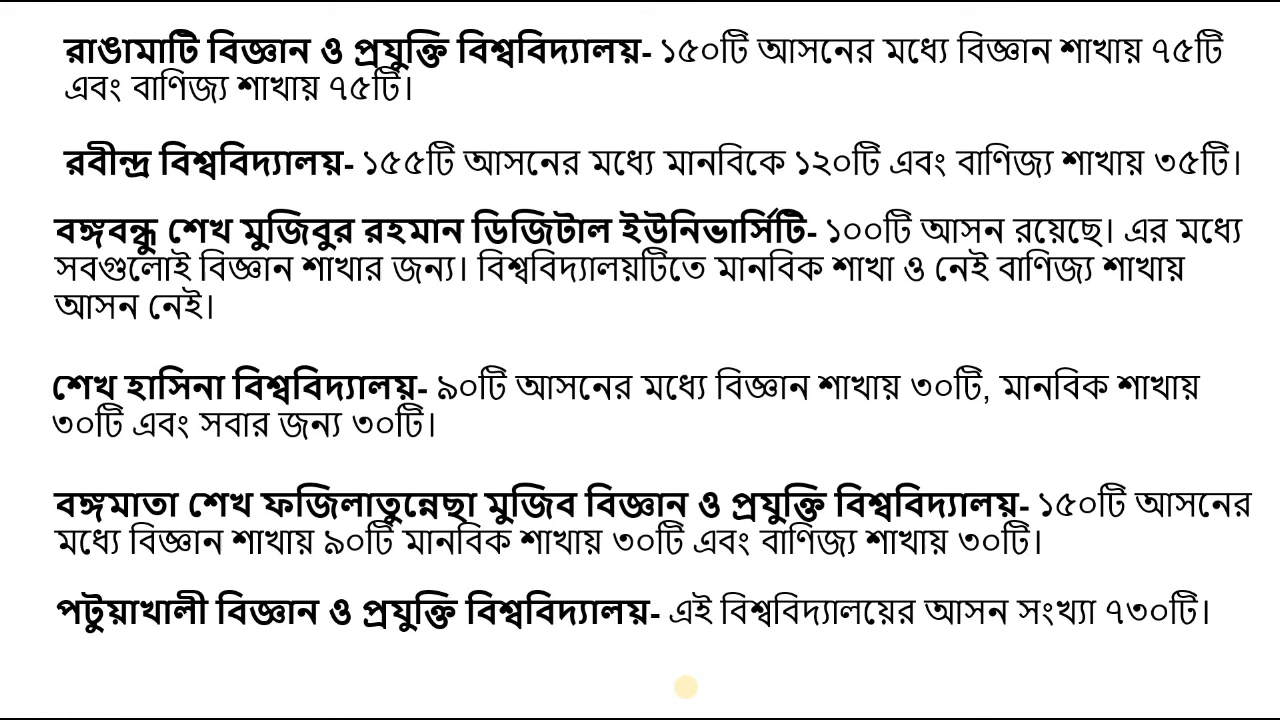 রাঙামাটি বিজ্ঞান ও প্রযুক্তি বিশ্ববিদ্যালয়- ১৫০টি আসনের মধ্যে বিজ্ঞান শাখায় ৭৫টি
এবং বাণিজ্য শাখায় ৭৫টি।
রবীন্দ্র বিশ্ববিদ্যালয়- ১৫৫টি আসনের মধ্যে মানবিকে ১২০টি এবং বাণিজ্য শাখায় ৩৫টি।
বঙ্গবন্ধু শেখ মুজিবুর রহমান ডিজিটাল ইউনিভার্সিটি- ১০০টি আসন রয়েছে। এর মধ্যে
সবগুলোই বিজ্ঞান শাখার জন্য। বিশ্ববিদ্যালয়টিতে মানবিক শাখা ও নেই বাণিজ্য শাখায়
আসন নেই।
শেখ হাসিনা বিশ্ববিদ্যালয়- ৯০টি আসনের মধ্যে বিজ্ঞান শাখায় ৩০টি, মানবিক শাখায়
৩০টি এবং সবার জন্য ৩০টি।
বঙ্গমাতা শেখ ফজিলাতুন্নেছা মুজিব বিজ্ঞান ও প্রযুক্তি বিশ্ববিদ্যালয়- ১৫০টি আসনের
মধ্যে বিজ্ঞান শাখায় ৯০টি মানবিক শাখায় ৩০টি এবং বাণিজ্য শাখায় ৩০টি।
পটুয়াখালী বিজ্ঞান ও প্রযুক্তি বিশ্ববিদ্যালয়- এই বিশ্ববিদ্যালয়ের আসন সংখ্যা ৭৩০টি।